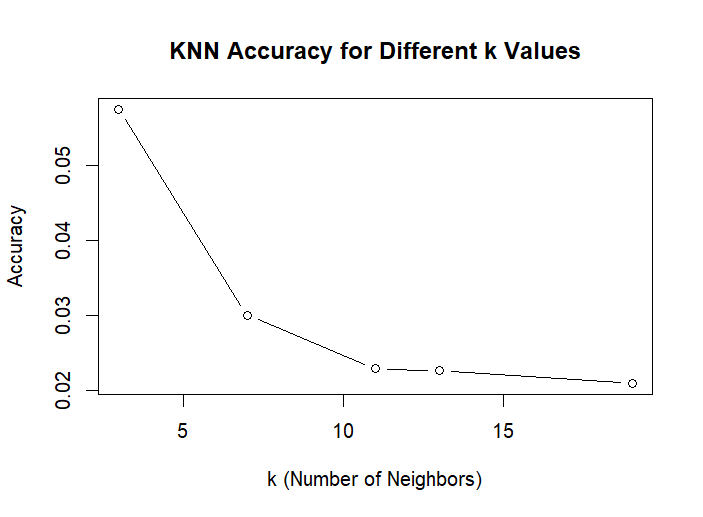 KNN Accuracy for Different k Values
Accuracy
0.05
0.04
0.03
0.02
5 10 15
k (Number of Neighbors)